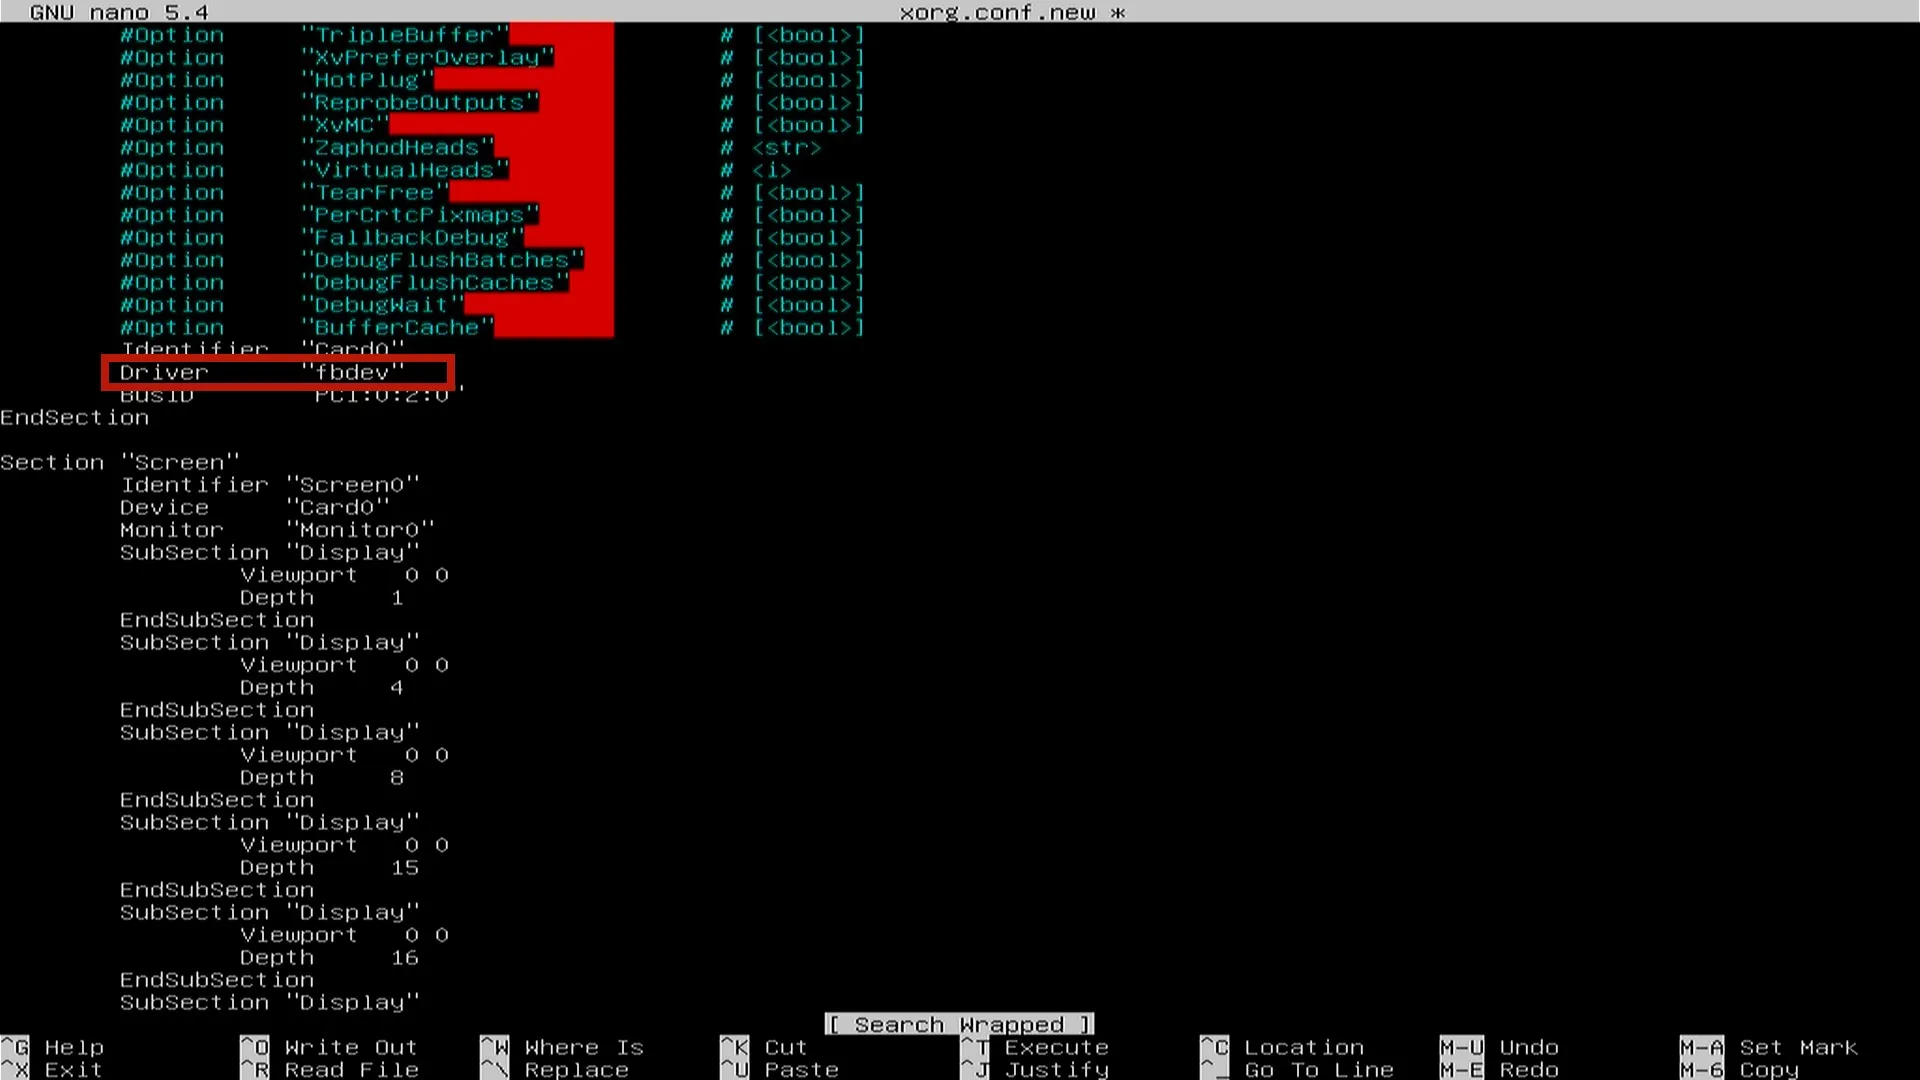 GNU nano 5.4 xorg.conf.new *
#Option "TripleBuffer" # [<bool>]
#Option "XvPreferOverlay" # [<bool>]
#Option "HotPlug" # [<bool>]
#Option "ReprobeOutputs" # [<bool>]
#Option "XvMC" # [<bool>]
#Option "ZaphodHeads" # <str>
#Option "VirtualHeads" # <i>
#Option "TearFree" # [<bool>]
#Option "PerCrtcPixmaps" # [<bool>]
#Option "FallbackDebug" # [<bool>]
#Option "DebugFlushBatches" # [<bool>]
#Option "DebugFlushCaches" # [<bool>]
#Option "DebugWait" # [<bool>]
#Option "BufferCache" # [<bool>]
Identifier "Card0"
Driver "fbdev"
BusID "PCI:0:2:0"
EndSection
Section "Screen"
Identifier "Screen0"
Device "Card0"
Monitor "Monitor0"
SubSection "Display"
Viewport 0 0
Depth 1
EndSubSection
SubSection "Display"
Viewport 0 0
Depth 4
EndSubSection
SubSection "Display"
Viewport 0 0
Depth 8
EndSubSection
SubSection "Display"
Viewport 0 0
Depth 15
EndSubSection
SubSection "Display"
Viewport 0 0
Depth 16
EndSubSection
SubSection "Display"
[ Search Wrapped ]
^G Help ^O Write Out ^W Where Is ^K Cut ^T Execute ^C Location M-U Undo M-A Set Mark
^X Exit ^R Read File ^\ Replace ^U Paste ^J Justify ^_ Go To Line M-E Redo M-6 Copy